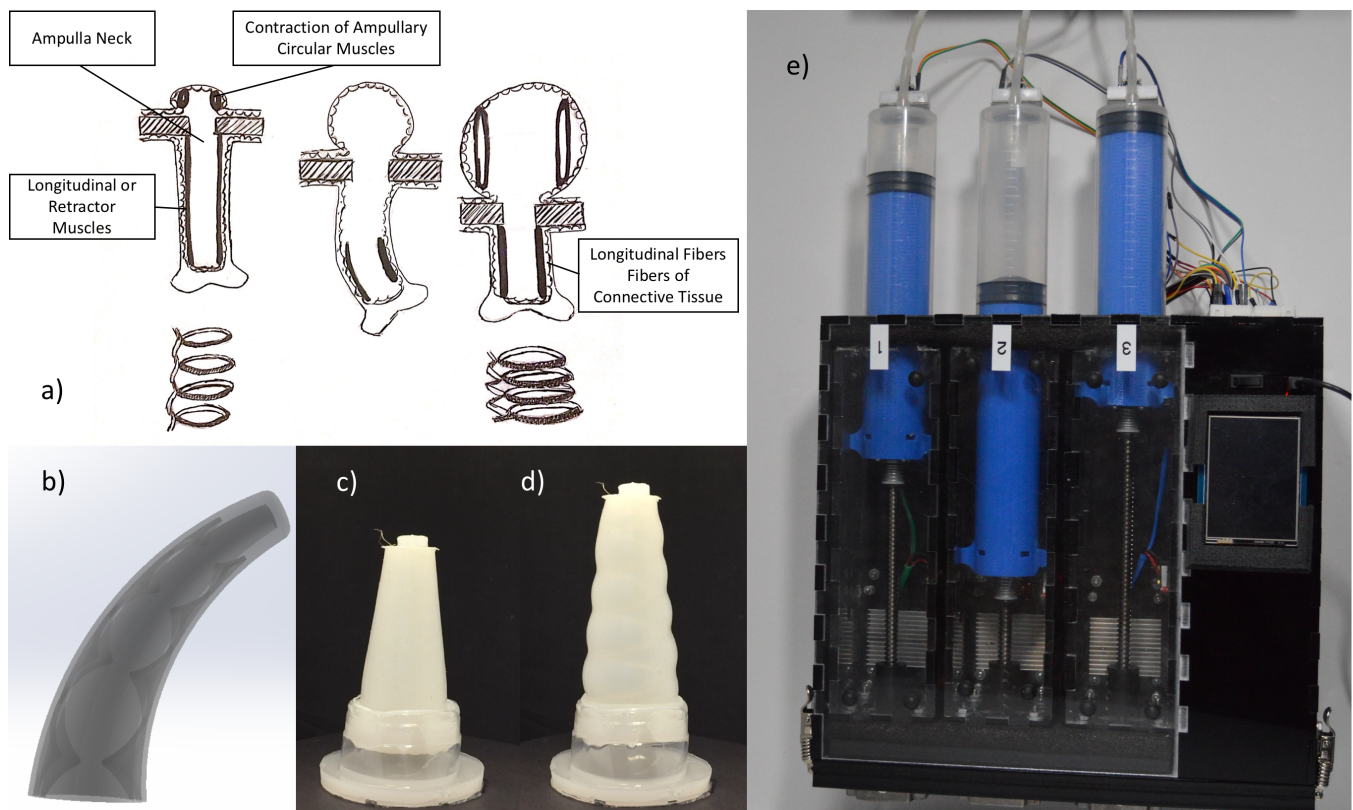 Ampulla Neck
Contraction of Ampullary
Circular Muscles
Longitudinal or
Retractor
Muscles
Longitudinal Fibers
Fibers of
Connective Tissue
a)
b)
c)
d)
e)
1
2
3